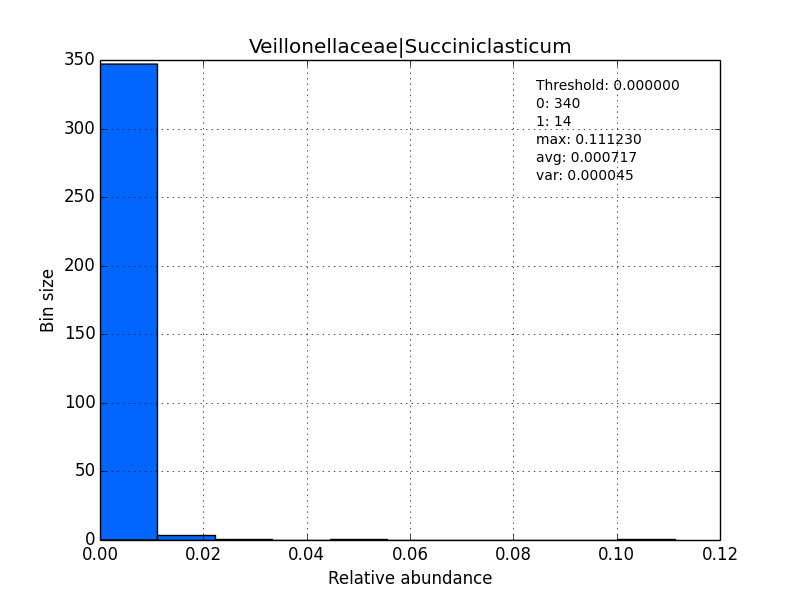 Veillonellaceae|Succiniclasticum
350
300
250
200
150
100
50
0
Bin size
Threshold: 0.000000
0: 340
1: 14
max: 0.111230
avg: 0.000717
var: 0.000045
0.00 0.02 0.04 0.06 0.08 0.10 0.12
Relative abundance